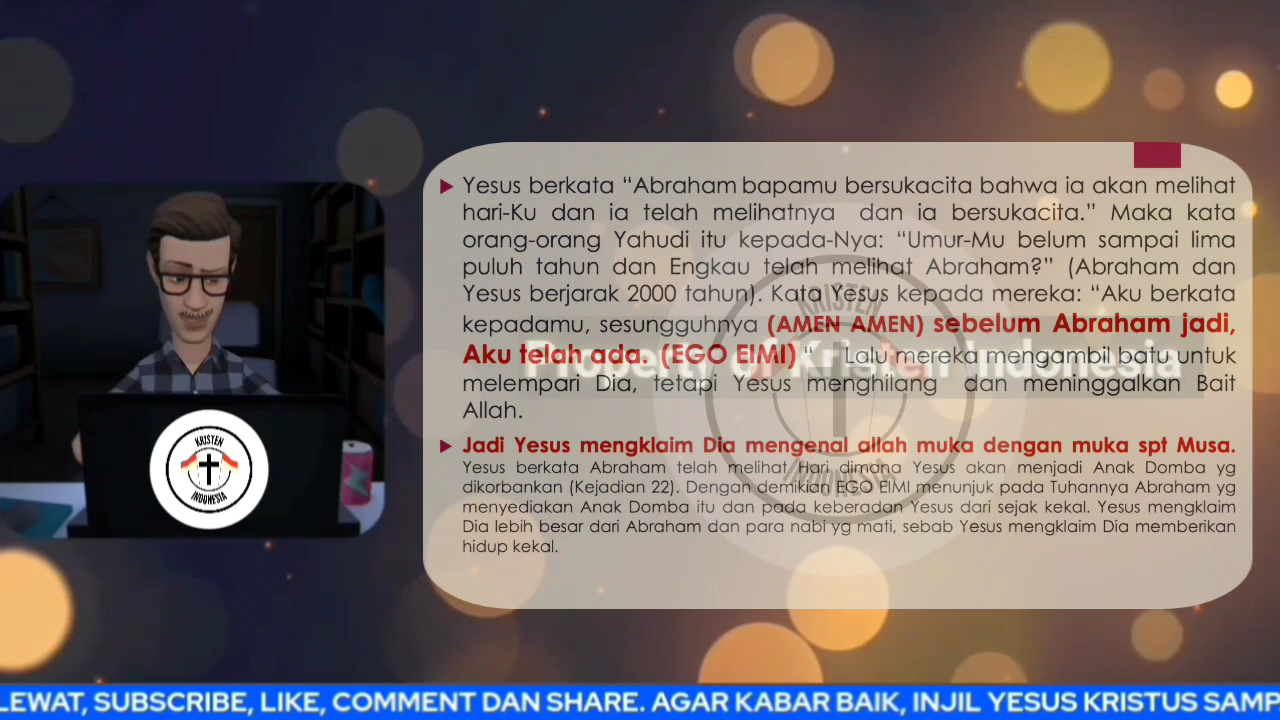 Yesus berkata “Abraham bapamu bersukacita bahwa ia akan melihat
hari-Ku dan ia telah melihatnya dan ia bersukacita.” Maka kata
orang-orang Yahudi itu kepada-Nya: “Umur-Mu belum sampai lima
puluh tahun dan Engkau telah melihat Abraham?” (Abraham dan
Yesus berjarak 2000 tahun). Kata Yesus kepada mereka: “Aku berkata
kepadamu, sesungguhnya (AMEN AMEN) sebelum Abraham jadi,
Aku telah ada. (EGO EIMI) “ Lalu mereka mengambil batu untuk
melempari Dia, tetapi Yesus menghilang dan meninggalkan Bait
Allah.
Jadi Yesus mengklaim Dia mengenal allah muka dengan muka spt Musa.
Yesus berkata Abraham telah melihat Hari dimana Yesus akan menjadi Anak Domba yg
dikorbankan (Kejadian 22). Dengan demikian EGO EIMI menunjuk pada Tuhannya Abraham yg
menyediakan Anak Domba itu dan pada keberadan Yesus dari sejak kekal. Yesus mengklaim
Dia lebih besar dari Abraham dan para nabi yg mati, sebab Yesus mengklaim Dia memberikan
hidup kekal.
Property of Kristen Indonesia
KRISTEN
INDONESIA
KRISTEN
INDONESIA
LEWAT, SUBSCRIBE, LIKE, COMMENT DAN SHARE. AGAR KABAR BAIK, INJIL YESUS KRISTUS SAMP